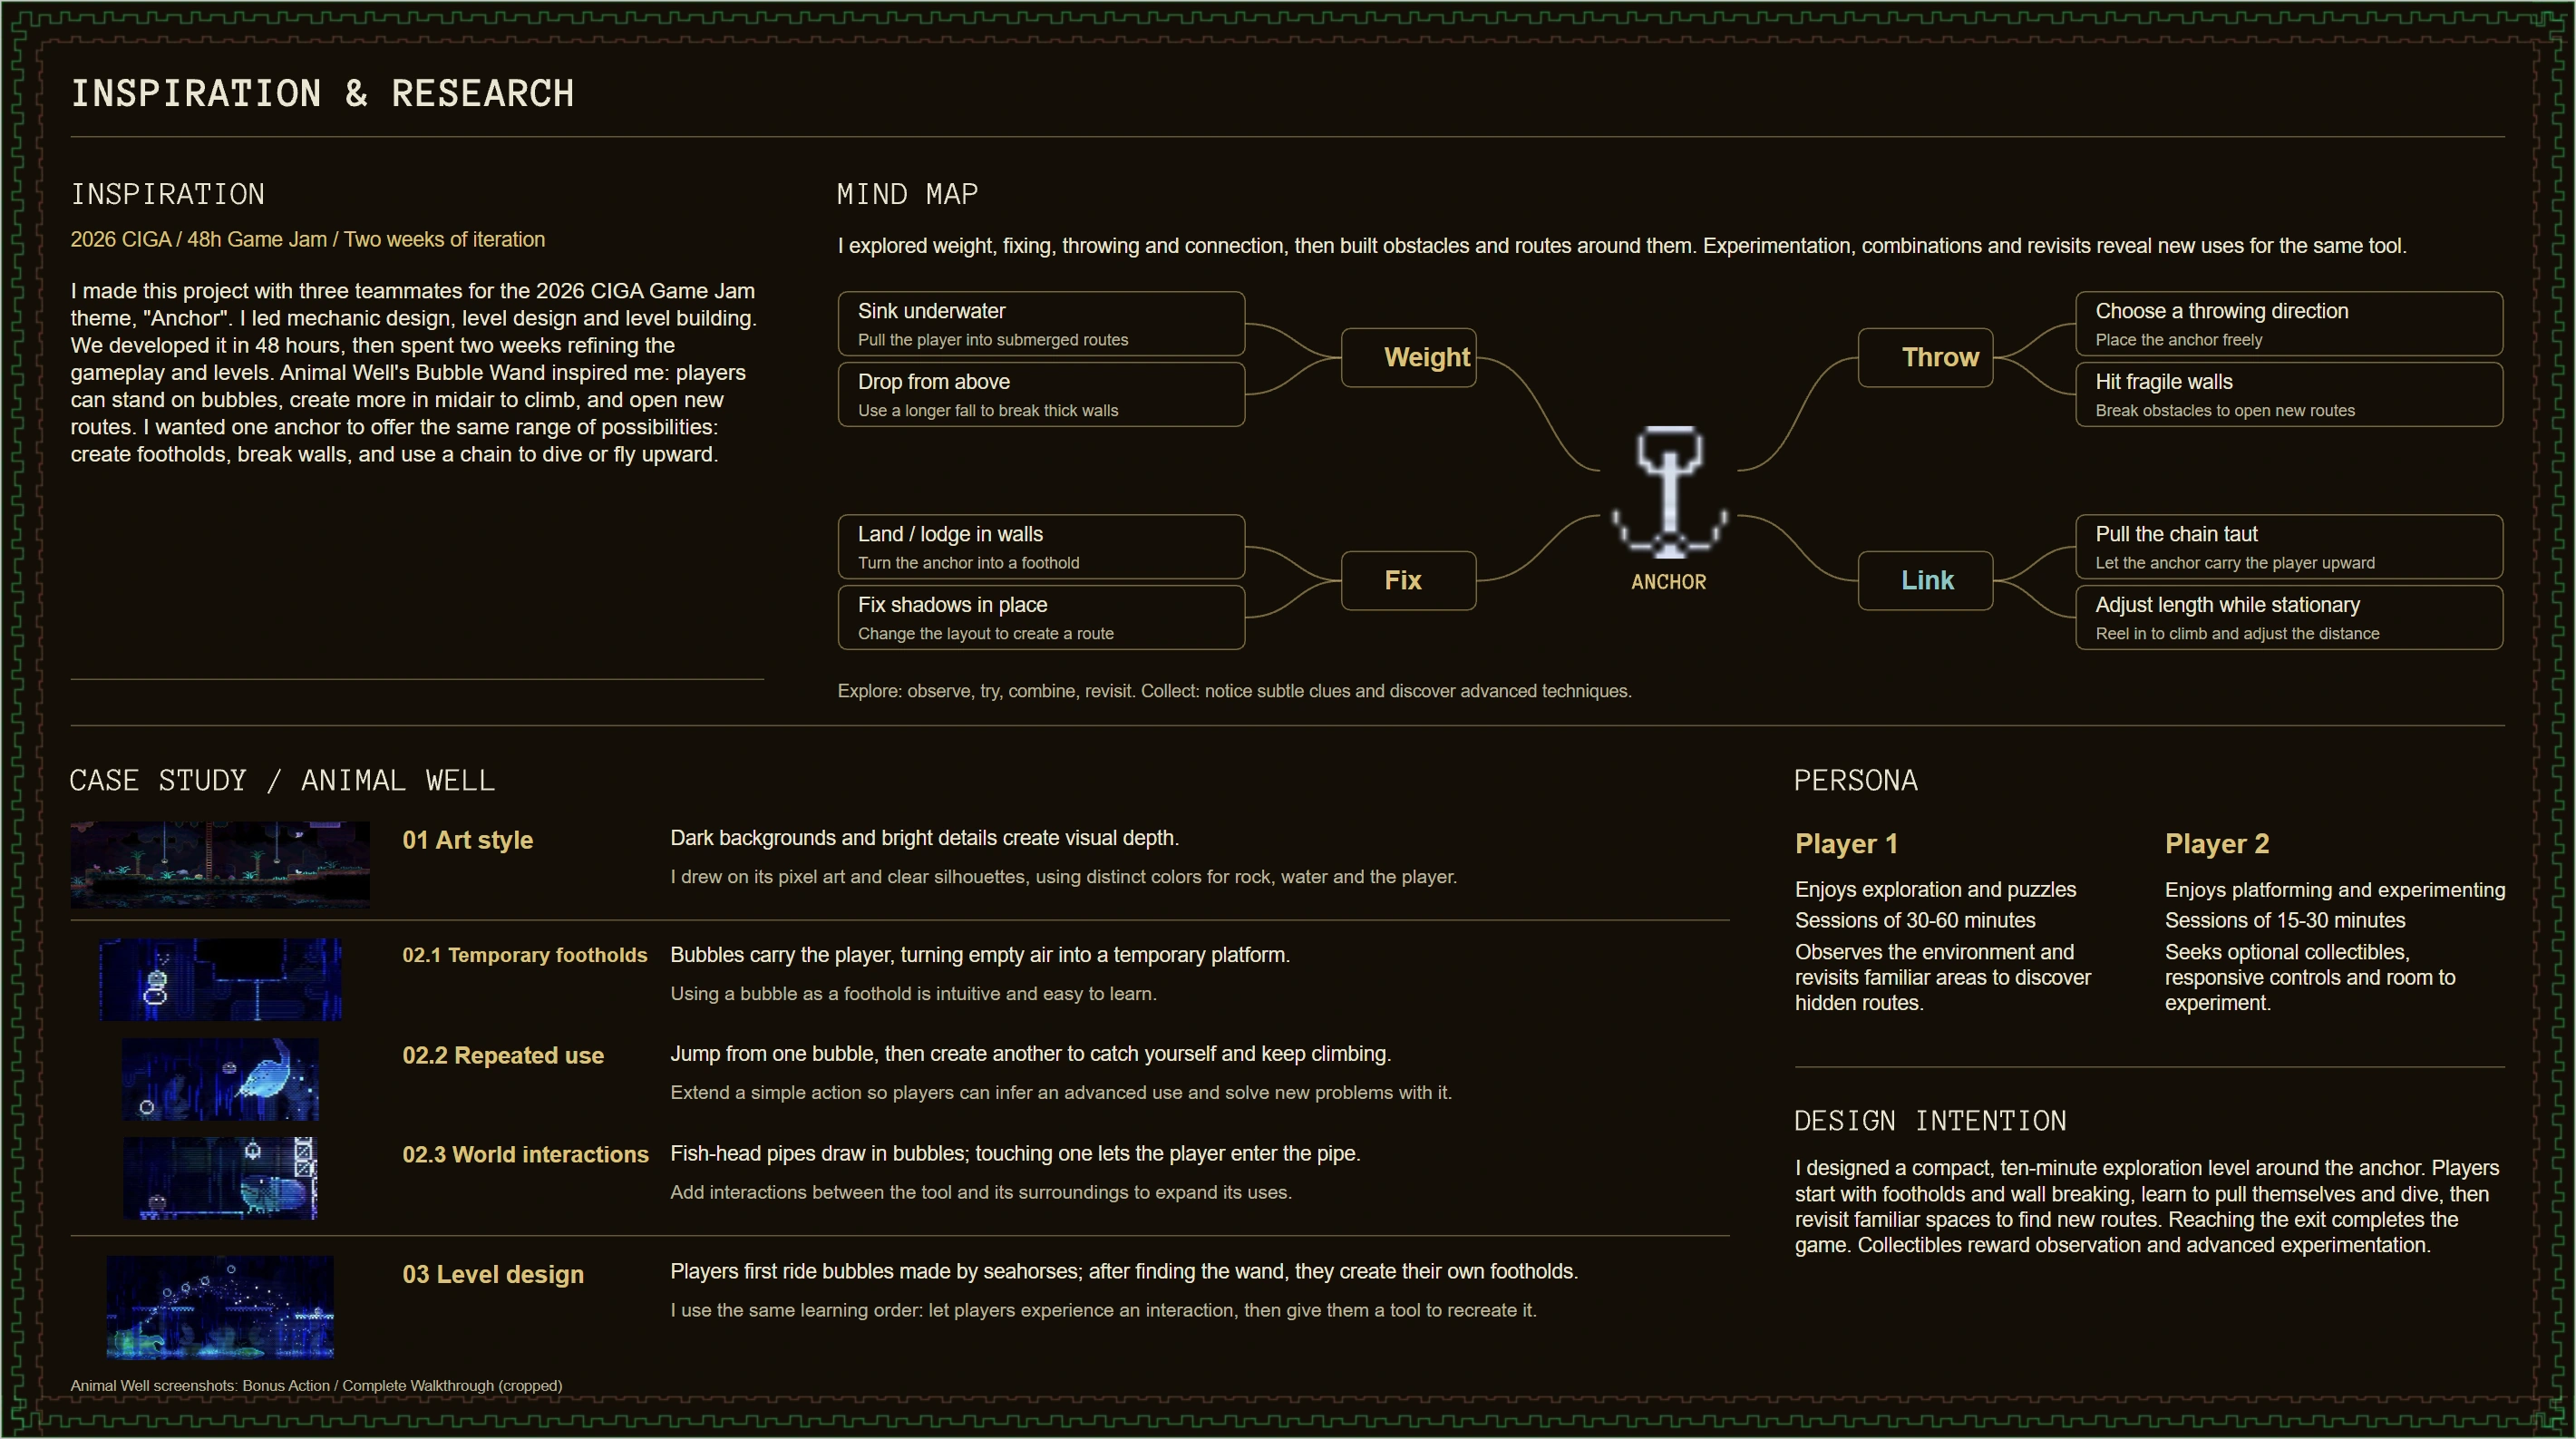 INSPIRATION & RESEARCH
INSPIRATION
2026 CIGA / 48h Game Jam / Two weeks of iteration
I made this project with three teammates for the 2026 CIGA Game Jam
theme, "Anchor". I led mechanic design, level design and level building.
We developed it in 48 hours, then spent two weeks refining the
gameplay and levels. Animal Well's Bubble Wand inspired me: players
can stand on bubbles, create more in midair to climb, and open new
routes. I wanted one anchor to offer the same range of possibilities:
create footholds, break walls, and use a chain to dive or fly upward.
MIND MAP
I explored weight, fixing, throwing and connection, then built obstacles and routes around them. Experimentation, combinations and revisits reveal new uses for the same tool.
Sink underwater
Pull the player into submerged routes
Drop from above
Use a longer fall to break thick walls
Weight
Land / lodge in walls
Turn the anchor into a foothold
Fix shadows in place
Change the layout to create a route
Fix
ANCHOR
Throw
Choose a throwing direction
Place the anchor freely
Hit fragile walls
Break obstacles to open new routes
Link
Pull the chain taut
Let the anchor carry the player upward
Adjust length while stationary
Reel in to climb and adjust the distance
Explore: observe, try, combine, revisit. Collect: notice subtle clues and discover advanced techniques.
CASE STUDY / ANIMAL WELL
01 Art style
Dark backgrounds and bright details create visual depth.
I drew on its pixel art and clear silhouettes, using distinct colors for rock, water and the player.
02.1 Temporary footholds
Bubbles carry the player, turning empty air into a temporary platform.
Using a bubble as a foothold is intuitive and easy to learn.
02.2 Repeated use
Jump from one bubble, then create another to catch yourself and keep climbing.
Extend a simple action so players can infer an advanced use and solve new problems with it.
02.3 World interactions
Fish-head pipes draw in bubbles; touching one lets the player enter the pipe.
Add interactions between the tool and its surroundings to expand its uses.
03 Level design
Players first ride bubbles made by seahorses; after finding the wand, they create their own footholds.
I use the same learning order: let players experience an interaction, then give them a tool to recreate it.
Animal Well screenshots: Bonus Action / Complete Walkthrough (cropped)
PERSONA
Player 1
Enjoys exploration and puzzles
Sessions of 30-60 minutes
Observes the environment and
revisits familiar areas to discover
hidden routes.
Player 2
Enjoys platforming and experimenting
Sessions of 15-30 minutes
Seeks optional collectibles,
responsive controls and room to
experiment.
DESIGN INTENTION
I designed a compact, ten-minute exploration level around the anchor. Players
start with footholds and wall breaking, learn to pull themselves and dive, then
revisit familiar spaces to find new routes. Reaching the exit completes the
game. Collectibles reward observation and advanced experimentation.